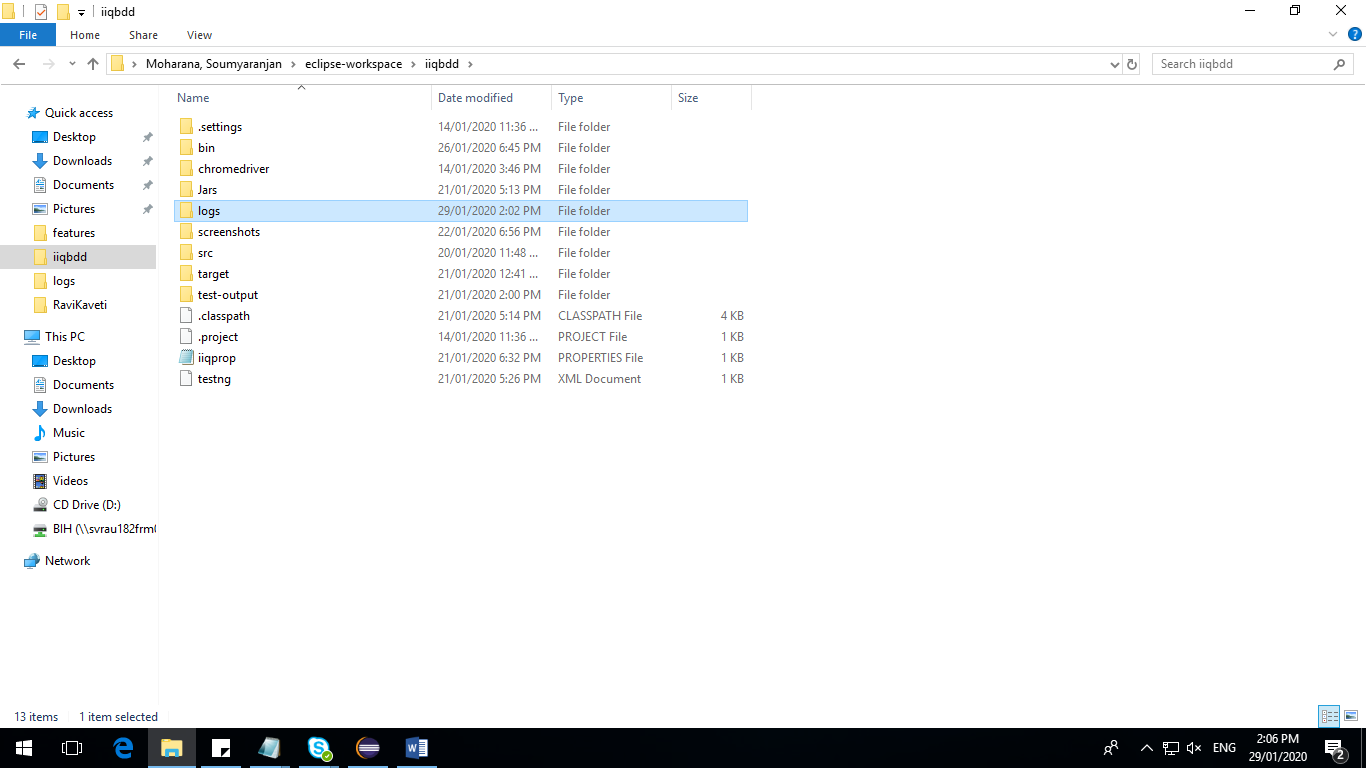 iiqbdd
File Home Share View
Moharana, Soumyaranjan eclipse-workspace iiqbdd Search iiqbdd
Name Date modified Type Size
Quick access
Desktop
Downloads
Documents
Pictures
features
iiqbdd
logs
RaviKaveti
This PC
Desktop
Documents
Downloads
Music
Pictures
Videos
CD Drive (D:)
BIH (\\svrau182frm
Network
.settings 14/01/2020 11:36 ... File folder
bin 26/01/2020 6:45 PM File folder
chromedriver 14/01/2020 3:46 PM File folder
Jars 21/01/2020 5:13 PM File folder
logs 29/01/2020 2:02 PM File folder
screenshots 22/01/2020 6:56 PM File folder
src 20/01/2020 11:48 ... File folder
target 21/01/2020 12:41 ... File folder
test-output 21/01/2020 2:00 PM File folder
.classpath 21/01/2020 5:14 PM CLASSPATH File 4 KB
.project 14/01/2020 11:36 ... PROJECT File 1 KB
iiqprop 21/01/2020 6:32 PM PROPERTIES File 1 KB
testng 21/01/2020 5:26 PM XML Document 1 KB
13 items 1 item selected
ENG
2:06 PM
29/01/2020
2